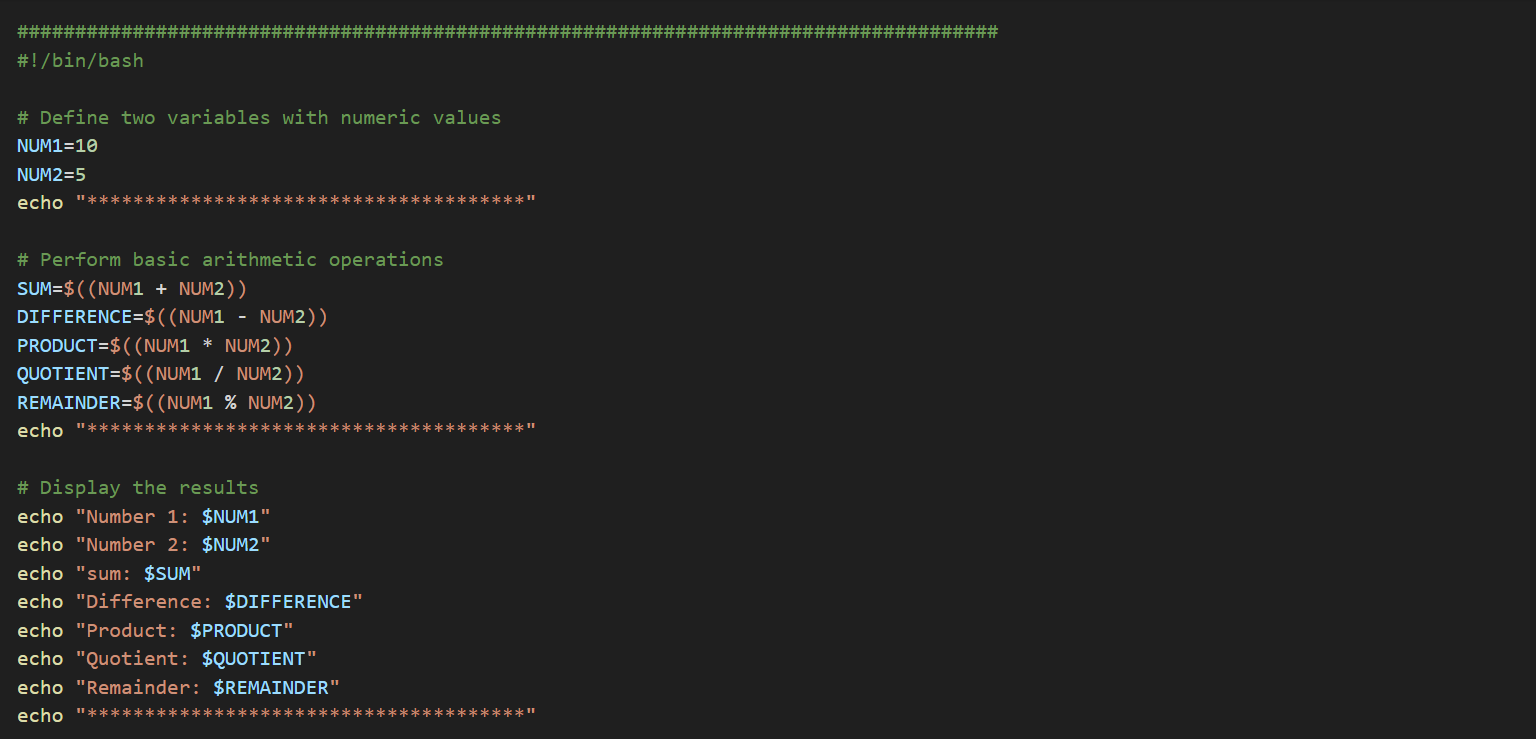 #####################################################################################
#!/bin/bash
# Define two variables with numeric values
NUM1=10
NUM2=5
echo "**************************************"
# Perform basic arithmetic operations
SUM=$((NUM1 + NUM2))
DIFFERENCE=$((NUM1 - NUM2))
PRODUCT=$((NUM1 * NUM2))
QUOTIENT=$((NUM1 / NUM2))
REMAINDER=$((NUM1 % NUM2))
echo "**************************************"
# Display the results
echo "Number 1: $NUM1"
echo "Number 2: $NUM2"
echo "sum: $SUM"
echo "Difference: $DIFFERENCE"
echo "Product: $PRODUCT"
echo "Quotient: $QUOTIENT"
echo "Remainder: $REMAINDER"
echo "**************************************"